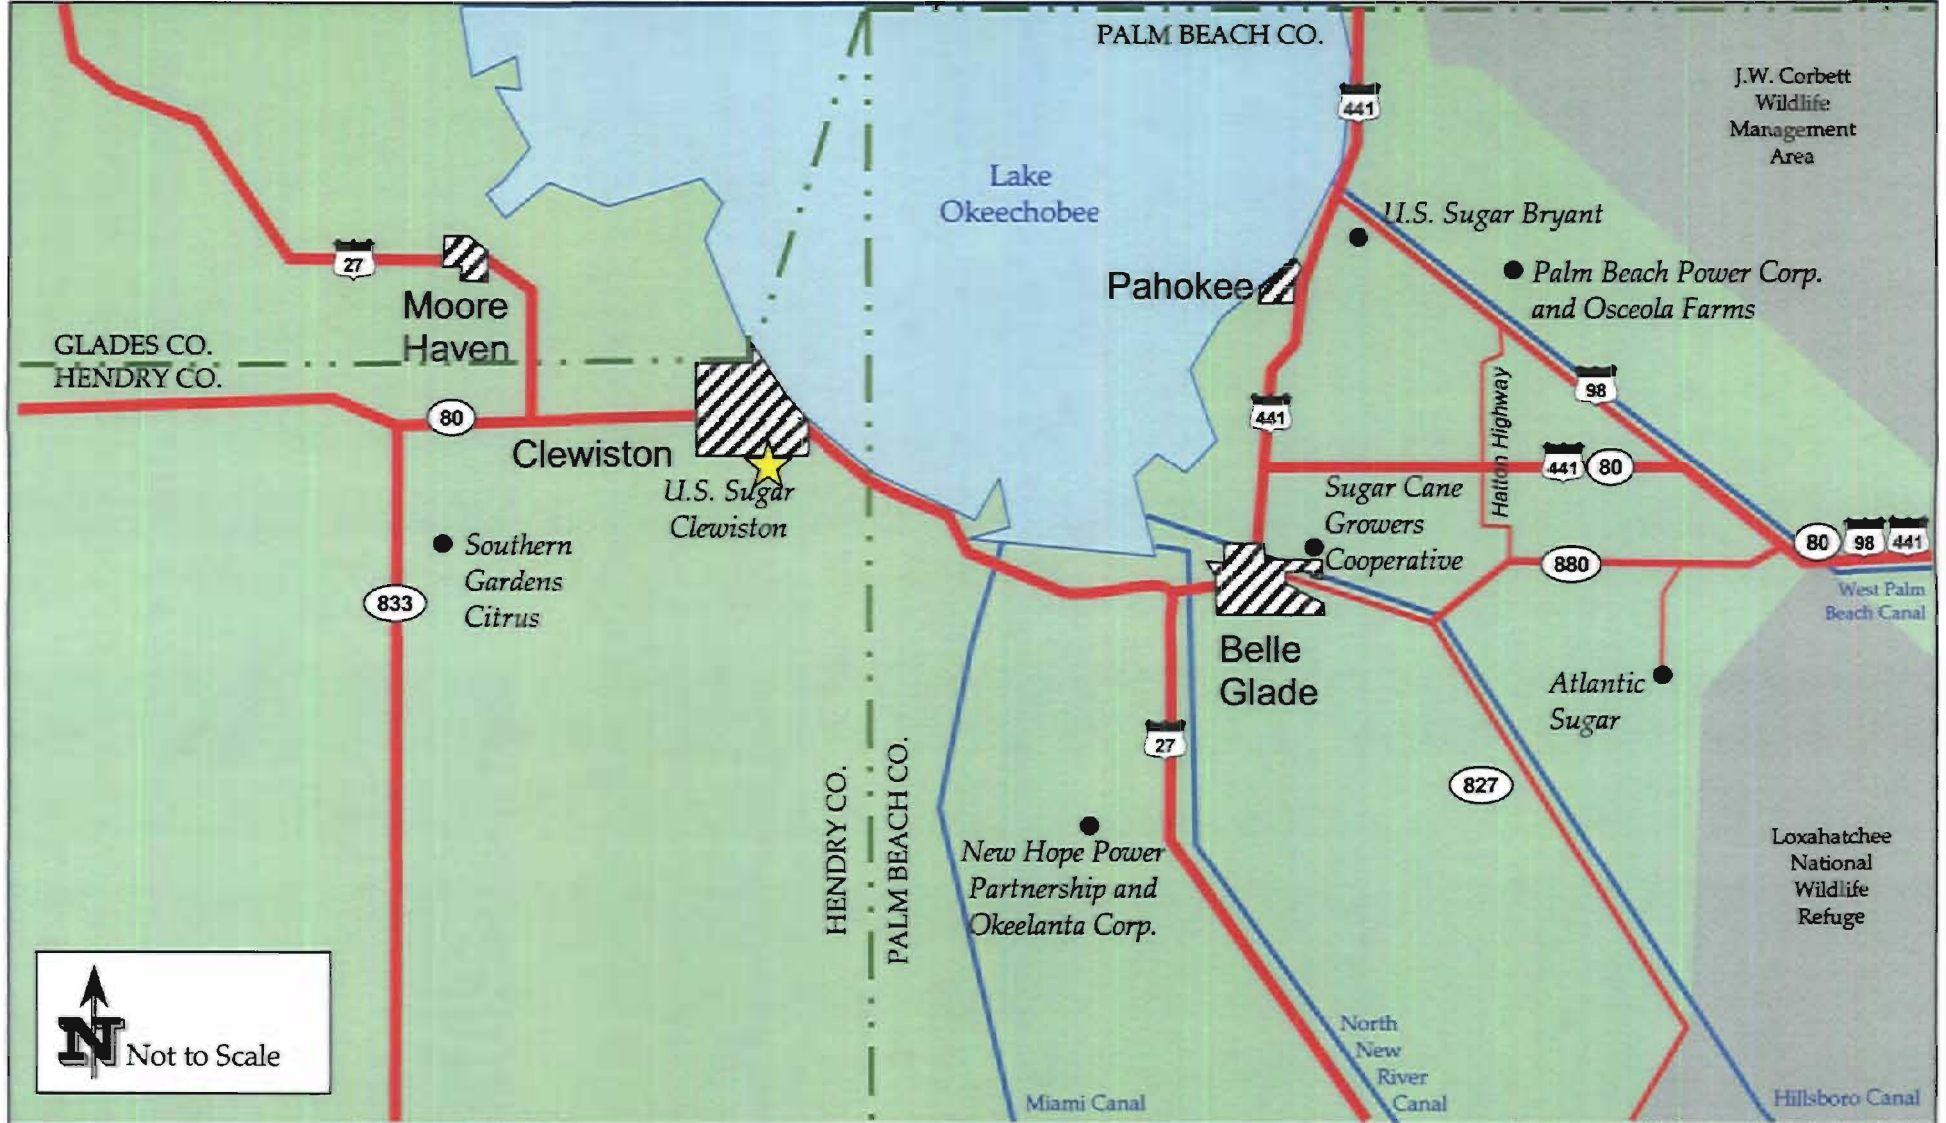 PALM BEACH CO.
J.W. Corbett
Wildlife
Management
Area
441
Lake
Okeechobee
U.S. Sugar Bryant
27
Moore
Haven
Pahokee
Palm Beach Power Corp.
and Osceola Farms
GLADES CO.
HENDRY CO.
80
98
441
Hatton Highway
441
80
Clewiston
U.S. Sugar
Clewiston
Sugar Cane
Growers
Cooperative
80
98
441
880
West Palm
Beach Canal
Southern
Gardens
Citrus
833
Belle
Glade
Atlantic
Sugar
27
827
HENDRY CO.
PALM BEACH CO.
New Hope Power
Partnership and
Okeelanta Corp.
Loxahatchee
National
Wildlife
Refuge
N
Not to Scale
North
New
River
Canal
Miami Canal
Hillsboro Canal